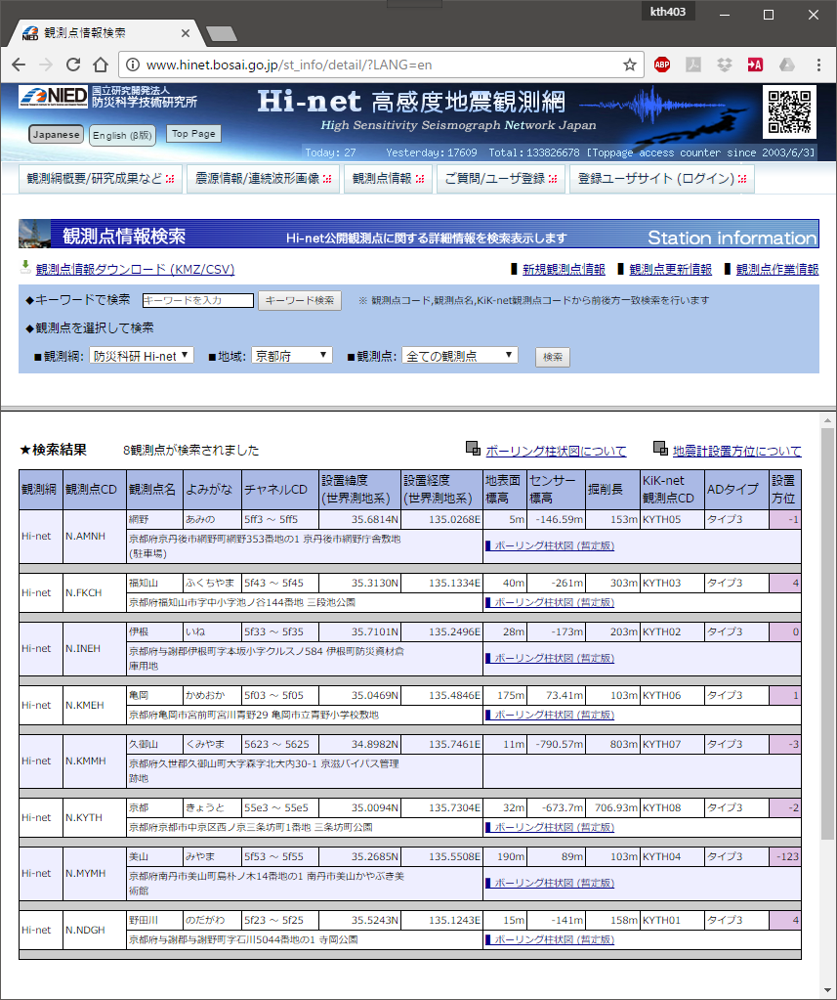 kth403
観測点情報検索
www.hinet.bosai.go.jp/st_info/detail/?LANG=en
ABP
NIED 国立研究開発法人
防災科学技術研究所
Hi-net 高感度地震観測網
High Sensitivity Seismograph Network Japan
Japanese English (β版) Top Page
Today: 27 Yesterday:17609 Total:133826678 [Toppage access counter since 2003/6/3]
観測網概要/研究成果など 震源情報/連続波形画像 観測点情報 ご質問/ユーザ登録 登録ユーザサイト (ログイン)
観測点情報検索 Hi-net公開観測点に関する詳細情報を検索表示します Station information
観測点情報ダウンロード (KMZ/CSV) 新規観測点情報 観測点更新情報 観測点作業情報
◆キーワードで検索 キーワードを入力 キーワード検索 ※ 観測点コード,観測点名,KiK-net観測点コードから前後方一致検索を行います
◆観測点を選択して検索
■観測網: 防災科研 Hi-net ▼ ■地域: 京都府 ▼ ■観測点: 全ての観測点 ▼ 検索
★検索結果 8観測点が検索されました ボーリング柱状図について 地震計設置方位について
観測網 観測点CD 観測点名 よみがな チャネルCD 設置緯度 (世界測地系) 設置経度 (世界測地系) 地表面標高 センサー標高 掘削長 KiK-net 観測点CD ADタイプ 設置方位
Hi-net N.AMNH 網野 あみの 5ff3 ～ 5ff5 35.6814N 135.0268E 5m -146.59m 153m KYTH05 タイプ3 -1
京都府京丹後市網野町網野353番地の1 京丹後市網野庁舎敷地
(駐車場) ボーリング柱状図 (暫定版)
Hi-net N.FKCH 福知山 ふくちやま 5f43 ～ 5f45 35.3130N 135.1334E 40m -261m 303m KYTH03 タイプ3 4
京都府福知山市字中小字池ノ谷144番地 三段池公園 ボーリング柱状図 (暫定版)
Hi-net N.INEH 伊根 いね 5f33 ～ 5f35 35.7101N 135.2496E 28m -173m 203m KYTH02 タイプ3 0
京都府与謝郡伊根町字本坂小字クルスノ584 伊根町防災資材倉
庫用地 ボーリング柱状図 (暫定版)
Hi-net N.KMEH 亀岡 かめおか 5f03 ～ 5f05 35.0469N 135.4846E 175m 73.41m 103m KYTH06 タイプ3 1
京都府亀岡市宮前町宮川青野29 亀岡市立青野小学校敷地 ボーリング柱状図 (暫定版)
Hi-net N.KMMH 久御山 くみやま 5623 ～ 5625 34.8982N 135.7461E 11m -790.57m 803m KYTH07 タイプ3 -3
京都府久世郡久御山町大字森字北大内30-1 京滋バイパス管理
跡地
Hi-net N.KYTH 京都 きょうと 55e3 ～ 55e5 35.0094N 135.7304E 32m -673.7m 706.93m KYTH08 タイプ3 -2
京都府京都市中京区西ノ京三条坊町1番地 三条坊町公園 ボーリング柱状図 (暫定版)
Hi-net N.MYMH 美山 みやま 5f53 ～ 5f55 35.2685N 135.5508E 190m 89m 103m KYTH04 タイプ3 -123
京都府南丹市美山町島朴ノ木14番地の1 南丹市美山かやぶき美
術館 ボーリング柱状図 (暫定版)
Hi-net N.NDGH 野田川 のだがわ 5f23 ～ 5f25 35.5243N 135.1243E 15m -141m 158m KYTH01 タイプ3 4
京都府与謝郡与謝野町字石川5044番地の1 寺岡公園 ボーリング柱状図 (暫定版)